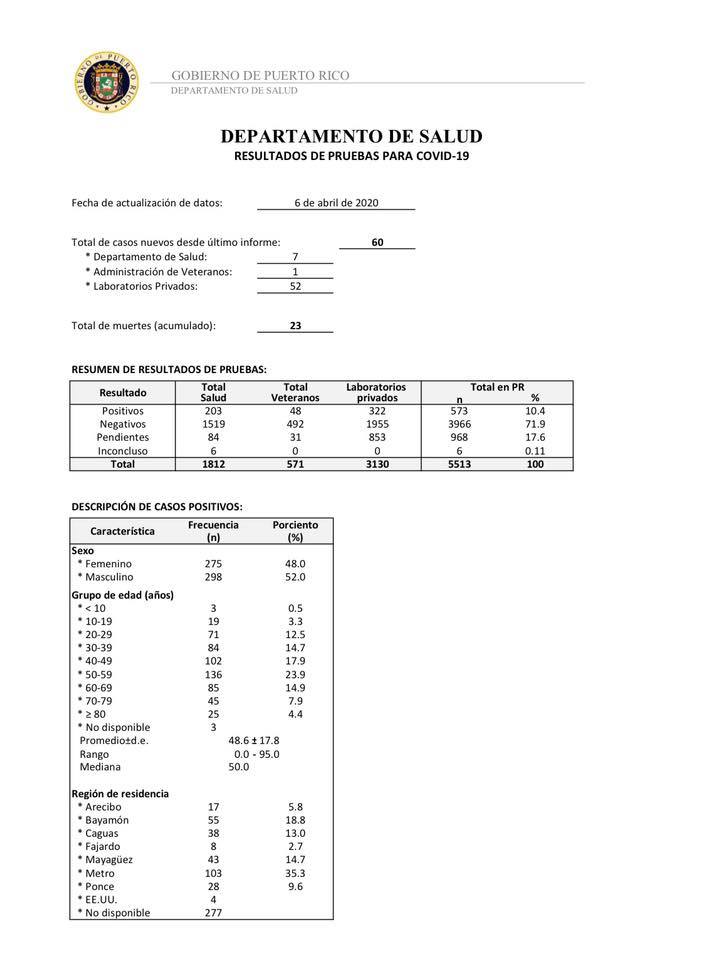 GOBIERNO DE PUERTO RICO
GOBIERNO DE PUERTO RICO
DEPARTAMENTO DE SALUD
DEPARTAMENTO DE SALUD
RESULTADOS DE PRUEBAS PARA COVID-19
Fecha de actualización de datos: 6 de abril de 2020
Total de casos nuevos desde último informe: 60
* Departamento de Salud: 7
* Administración de Veteranos: 1
* Laboratorios Privados: 52
Total de muertes (acumulado): 23
RESUMEN DE RESULTADOS DE PRUEBAS:
Resultado Total Salud Total Veteranos Laboratorios privados Total en PR
n %
Positivos 203 48 322 573 10.4
Negativos 1519 492 1955 3966 71.9
Pendientes 84 31 853 968 17.6
Inconcluso 6 0 0 6 0.11
Total 1812 571 3130 5513 100
DESCRIPCIÓN DE CASOS POSITIVOS:
Característica Frecuencia (n) Porciento (%)
Sexo
* Femenino 275 48.0
* Masculino 298 52.0
Grupo de edad (años)
* < 10 3 0.5
* 10-19 19 3.3
* 20-29 71 12.5
* 30-39 84 14.7
* 40-49 102 17.9
* 50-59 136 23.9
* 60-69 85 14.9
* 70-79 45 7.9
* ≥ 80 25 4.4
* No disponible 3
Promedio±d.e. 48.6 ± 17.8
Rango 0.0 - 95.0
Mediana 50.0
Región de residencia
* Arecibo 17 5.8
* Bayamón 55 18.8
* Caguas 38 13.0
* Fajardo 8 2.7
* Mayagüez 43 14.7
* Metro 103 35.3
* Ponce 28 9.6
* EE.UU. 4
* No disponible 277